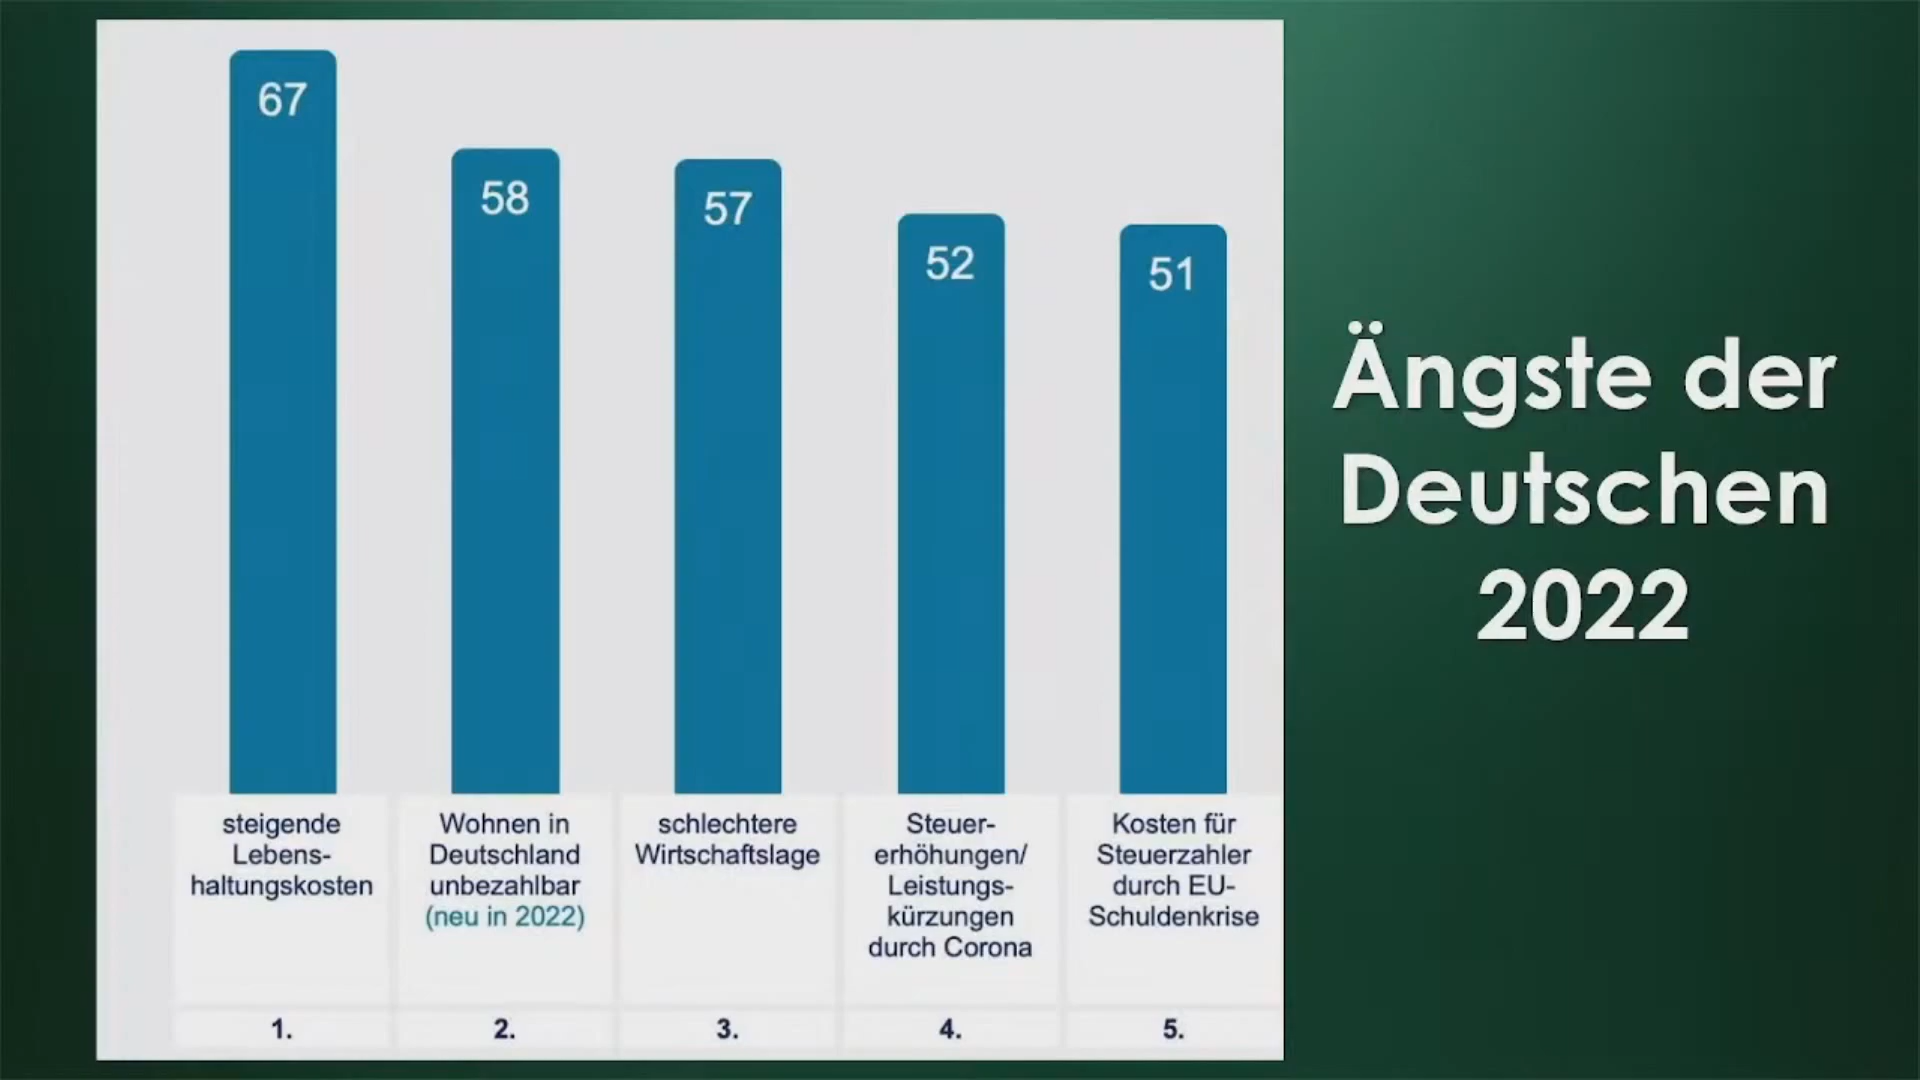 67
58
57
52
51
steigende
Lebens-
haltungskosten
Wohnen in
Deutschland
unbezahlbar
(neu in 2022)
schlechtere
Wirtschaftslage
Steuer-
erhöhungen/
Leistungs-
kürzungen
durch Corona
Kosten für
Steuerzahler
durch EU-
Schuldenkrise
1.
2.
3.
4.
5.
Ängste der
Deutschen
2022